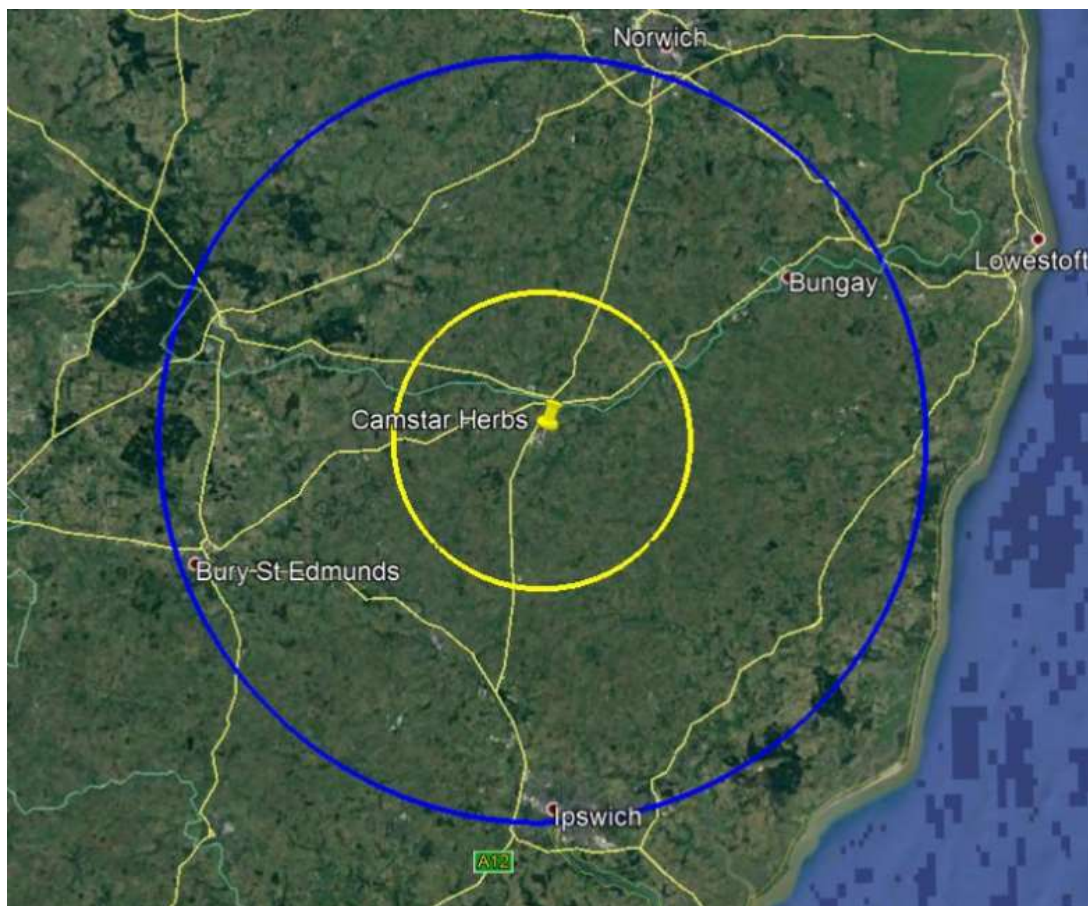 Norwich
Lowestoft
Bungay
Camstar Herbs
Bury St Edmunds
Ipswich
A12